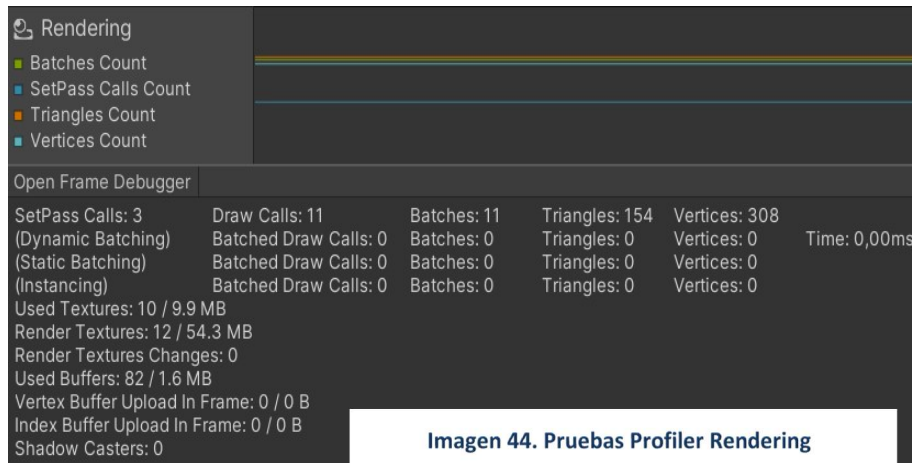 Rendering
Batches Count
SetPass Calls Count
Triangles Count
Vertices Count
Open Frame Debugger
SetPass Calls: 3 Draw Calls: 11 Batches: 11 Triangles: 154 Vertices: 308
(Dynamic Batching) Batched Draw Calls: 0 Batches: 0 Triangles: 0 Vertices: 0 Time: 0,00ms
(Static Batching) Batched Draw Calls: 0 Batches: 0 Triangles: 0 Vertices: 0
(Instancing) Batched Draw Calls: 0 Batches: 0 Triangles: 0 Vertices: 0
Used Textures: 10 / 9.9 MB
Render Textures: 12 / 54.3 MB
Render Textures Changes: 0
Used Buffers: 82 / 1.6 MB
Vertex Buffer Upload In Frame: 0 / 0 B
Index Buffer Upload In Frame: 0 / 0 B
Shadow Casters: 0
Imagen 44. Pruebas Profiler Rendering